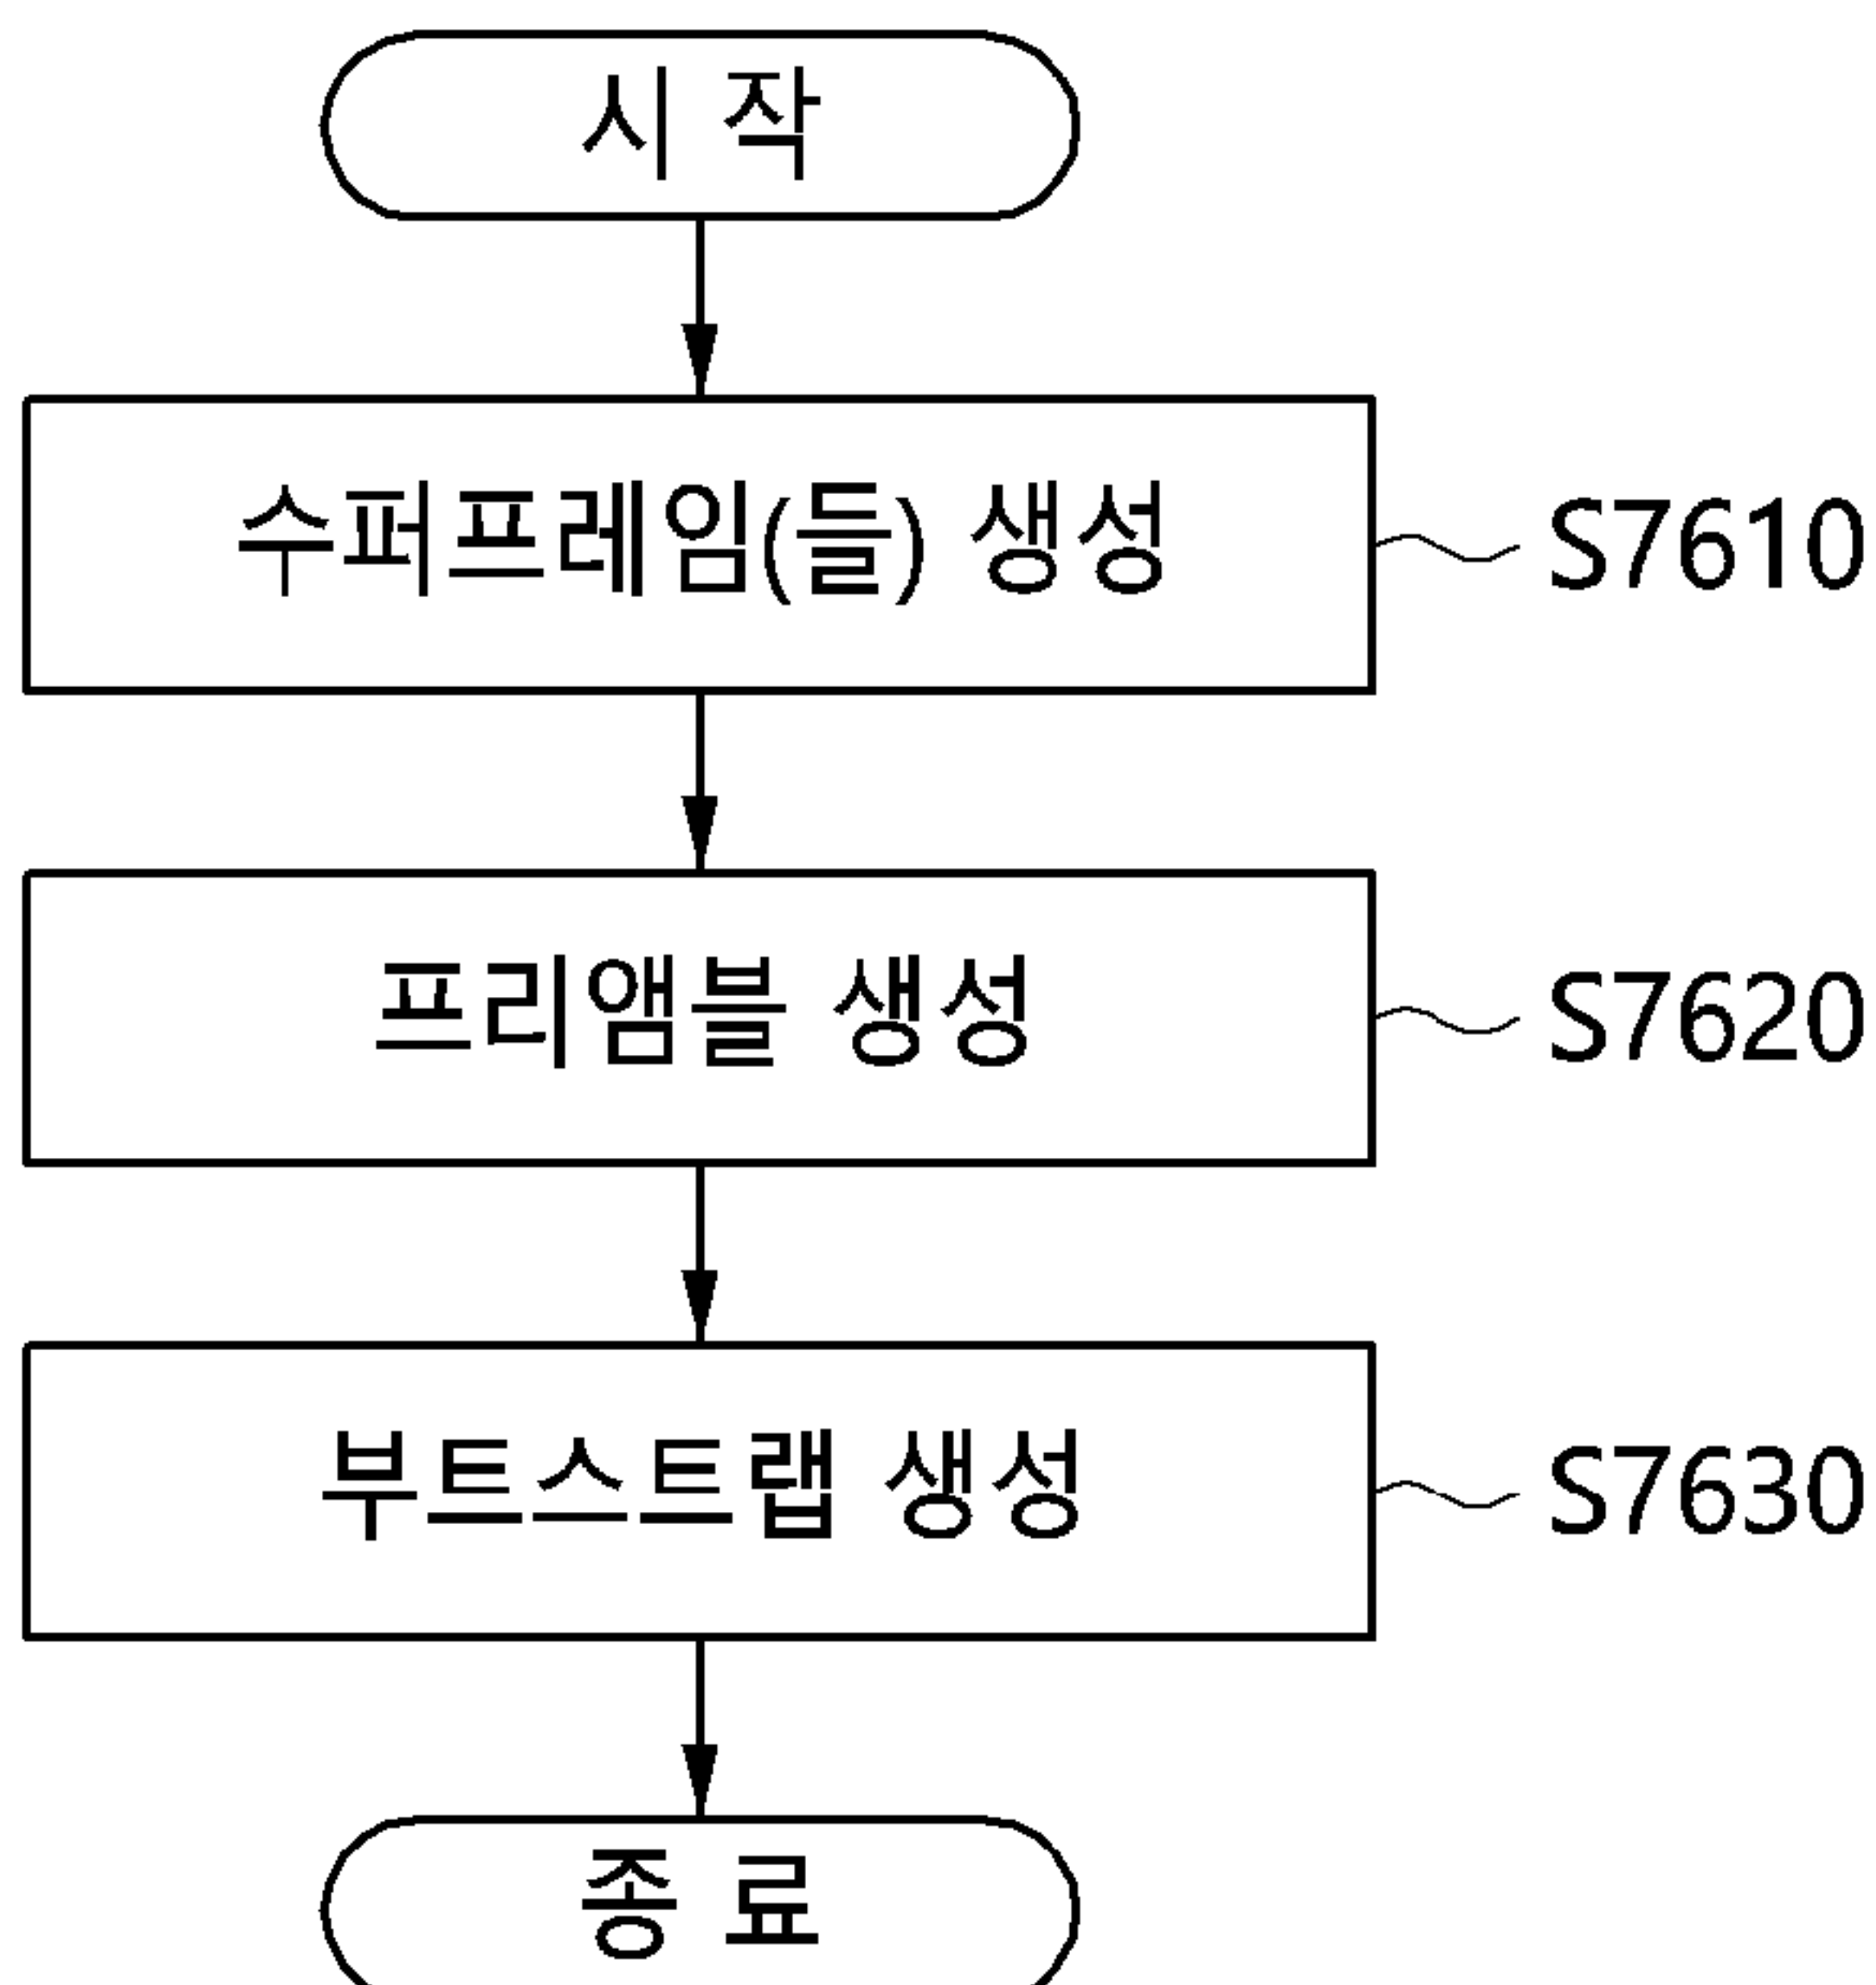 시 작
수퍼프레임(들) 생성
S7610
프리앰블 생성
S7620
부트스트랩 생성
S7630
종 료